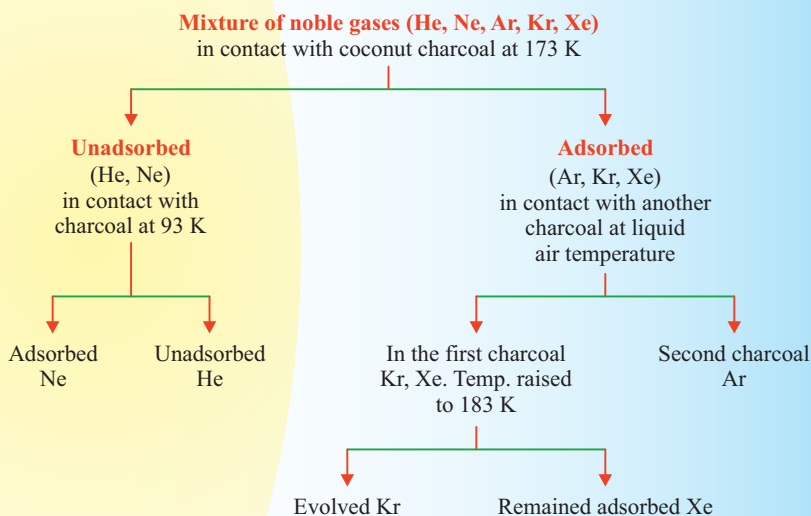 Mixture of noble gases (He, Ne, Ar, Kr, Xe)
in contact with coconut charcoal at 173 K
Unadsorbed
(He, Ne)
in contact with
charcoal at 93 K
Adsorbed
(Ar, Kr, Xe)
in contact with another
charcoal at liquid
air temperature
Adsorbed
Ne
Unadsorbed
He
In the first charcoal
Kr, Xe. Temp. raised
to 183 K
Second charcoal
Ar
Evolved Kr
Remained adsorbed Xe